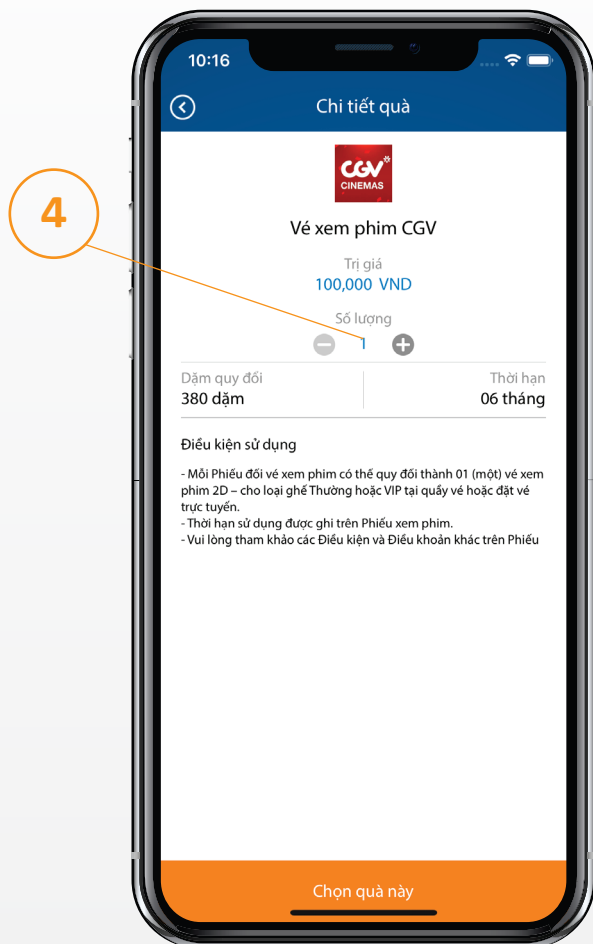 10:16
Chi tiết quà
CGV*
CINEMAS
4
Vé xem phim CGV
Trị giá
100,000 VND
Số lượng
1
Dặm quy đổi
Thời hạn
380 dặm
06 tháng
Điều kiện sử dụng
- Mỗi Phiếu đổi vé xem phim có thể quy đổi thành 01 (một) vé xem
phim 2D – cho loại ghế Thường hoặc VIP tại quầy vé hoặc đặt vé
trực tuyến.
- Thời hạn sử dụng được ghi trên Phiếu xem phim.
- Vui lòng tham khảo các Điều kiện và Điều khoản khác trên Phiếu
Chọn quà này